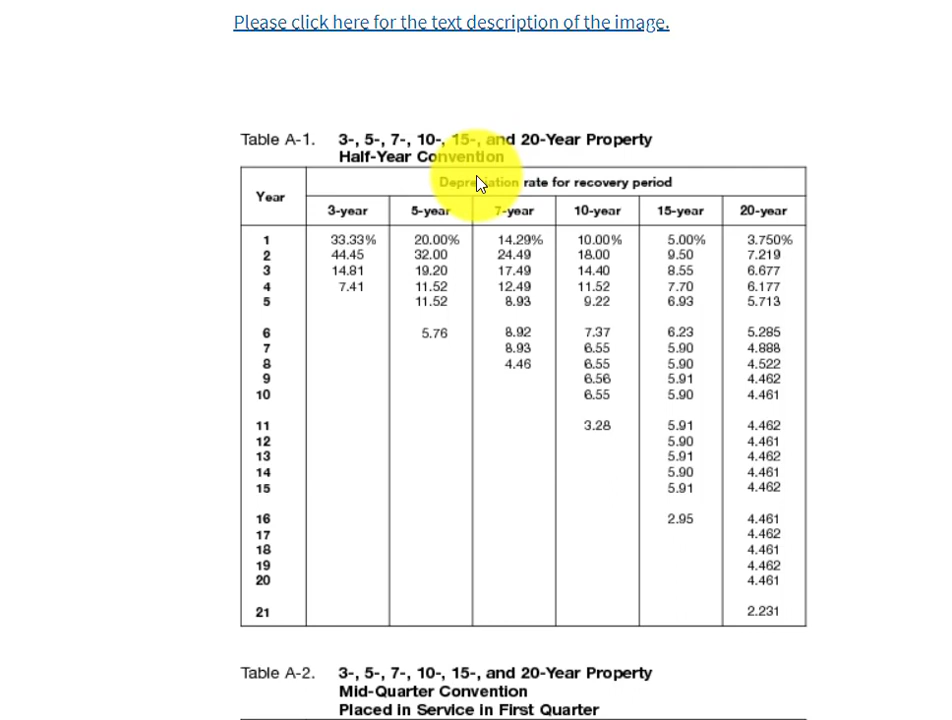 Please click here for the text description of the image.
Table A-1. 3-, 5-, 7-, 10-, 15-, and 20-Year Property
Half-Year Convention
Year Depreciation rate for recovery period
3-year 5-year 7-year 10-year 15-year 20-year
1 33.33% 20.00% 14.29% 10.00% 5.00% 3.750%
2 44.45 32.00 24.49 18.00 9.50 7.219
3 14.81 19.20 17.49 14.40 8.55 6.677
4 7.41 11.52 12.49 11.52 7.70 6.177
5 11.52 8.93 9.22 6.93 5.713
6 5.76 8.92 7.37 6.23 5.285
7 8.93 6.55 5.90 4.888
8 4.46 6.55 5.90 4.522
9 6.56 5.91 4.462
10 6.55 5.90 4.461
11 3.28 5.91 4.462
12 5.90 4.461
13 5.91 4.462
14 5.90 4.461
15 5.91 4.462
16 2.95 4.461
17 4.462
18 4.461
19 4.462
20 4.461
21 2.231
Table A-2. 3-, 5-, 7-, 10-, 15-, and 20-Year Property
Mid-Quarter Convention
Placed in Service in First Quarter